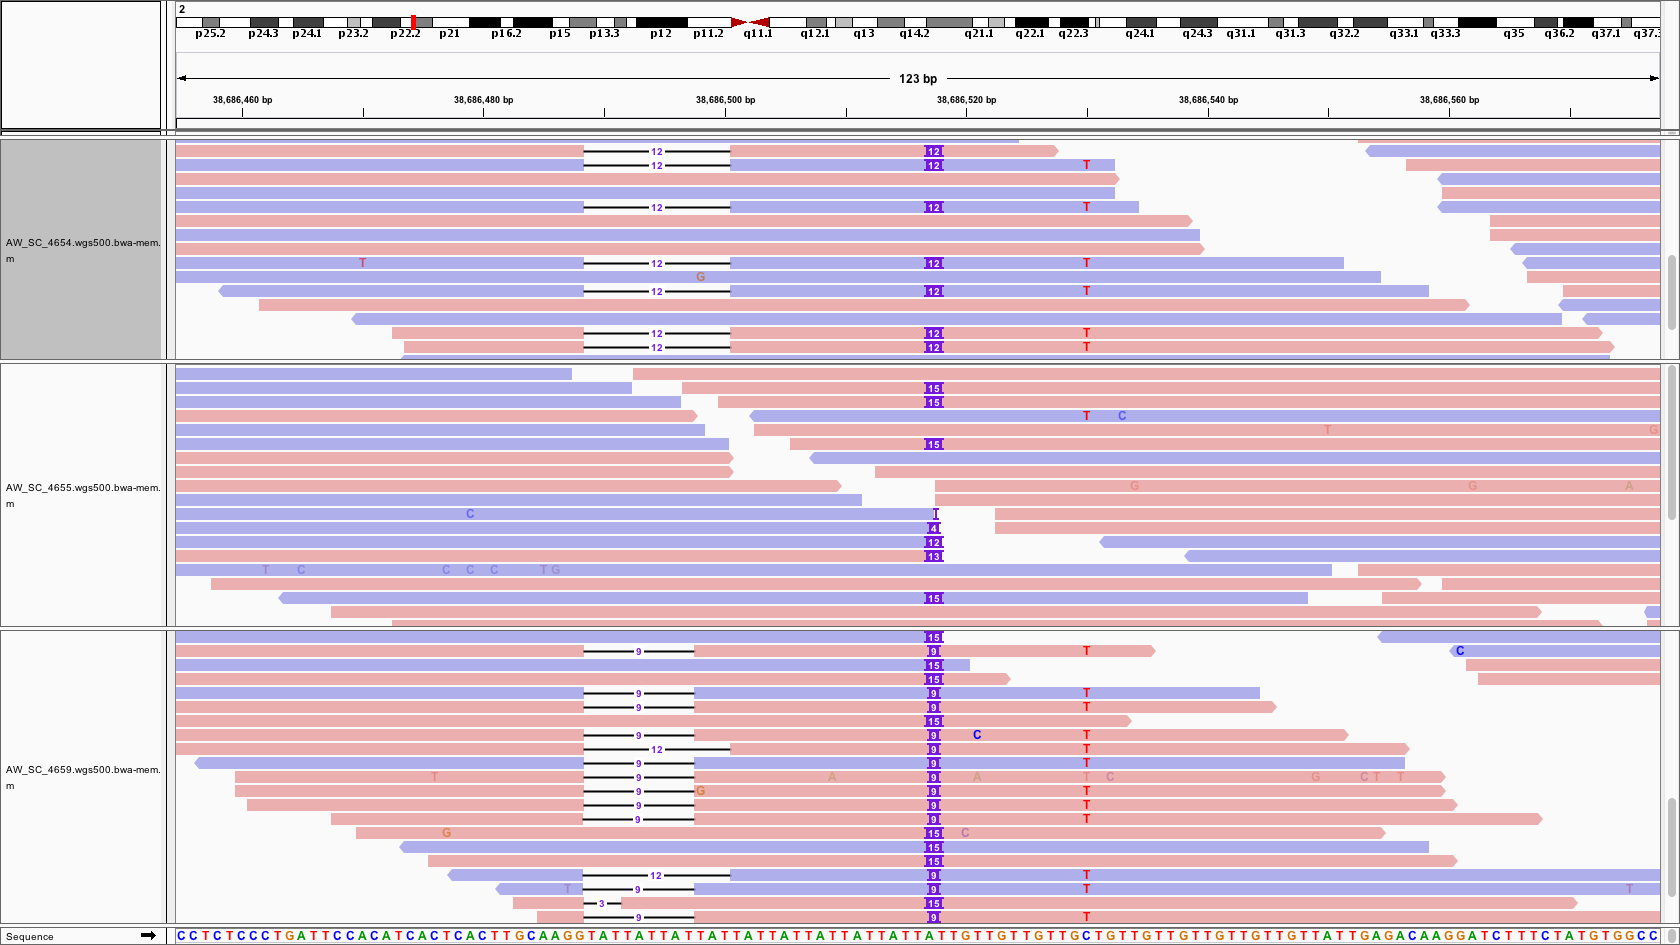 2
p25.2 p24.3 p24.1 p23.2 p22.2 p21 p16.2 p15 p13.3 p12 p11.2 q11.1 q12.1 q13 q14.2 q21.1 q22.1 q22.3 q24.1 q24.3 q31.1 q31.3 q32.2 q33.1 q33.3 q35 q36.2 q37.1 q37.3
123 bp
38,686,460 bp 38,686,480 bp 38,686,500 bp 38,686,520 bp 38,686,540 bp 38,686,560 bp
12 12
12 12 T
12 12 T
AW_SC_4654.wgs500.bwa-mem.
m
T 12 12 T
G
12 12 T
12 12 T
12 12 T
15
15
T C
T G
15
G G A
AW_SC_4655.wgs500.bwa-mem.
m
C
4
12
13
T C C C C T G
15
15
9 9 T
15
15
9 9 T
9 9 T
15
9 9 C T
12 9 T
9 9 T
AW_SC_4659.wgs500.bwa-mem.
m
T 9 A 9 A T C G C T T
9 G 9 T
9 9 T
9 9 T
G 15 C
15
15
12 9 T
T 9 9 T T
3 15
9 9 T
Sequence
C C T C T C C C T G A T T C C A C A T C A C T C A C T T G C A A G G T A T T A T T A T T A T T A T T A T T A T T A T T A T T A T T G T T G T T G T T G C T G T T G T T G T T G T T G T T A T T G A G A C A A G G A T C T T T C T A T G T G G C C